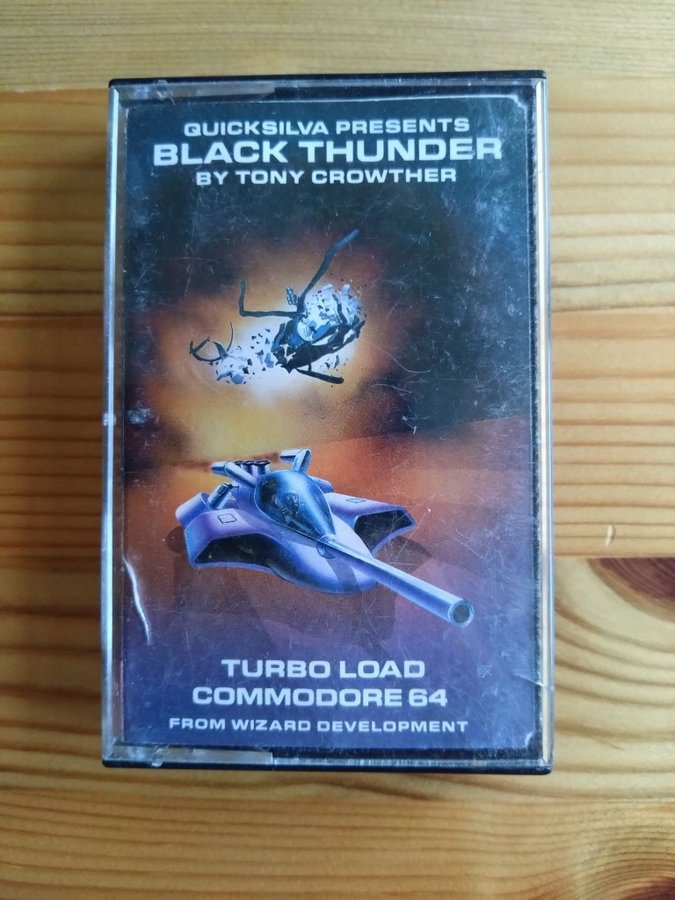 QUICKSILVA PRESENTS
BLACK THUNDER
BY TONY CROWTHER
TURBO LOAD
COMMODORE 64
FROM WIZARD DEVELOPMENT